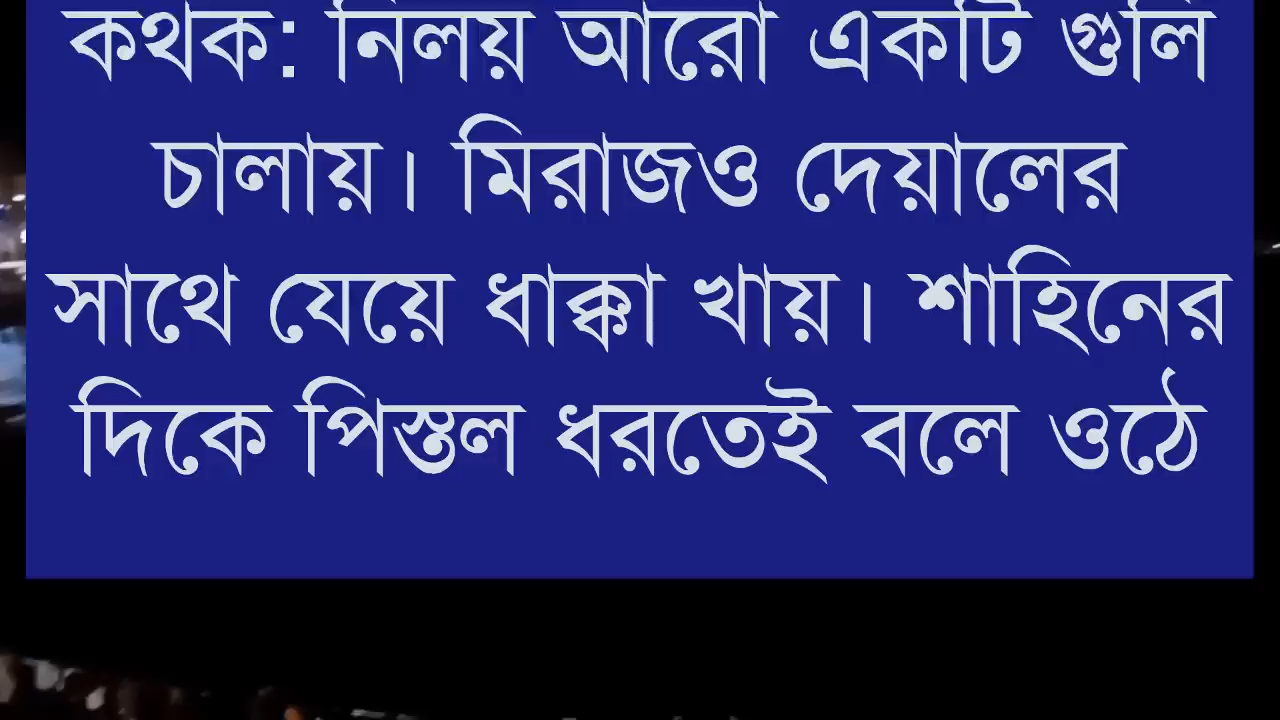 কথক: নিলয় আরো একটি গুলি
চালায়। মিরাজও দেয়ালের
সাথে যেয়ে ধাক্কা খায়। শাহিনের
দিকে পিস্তল ধরতেই বলে ওঠে